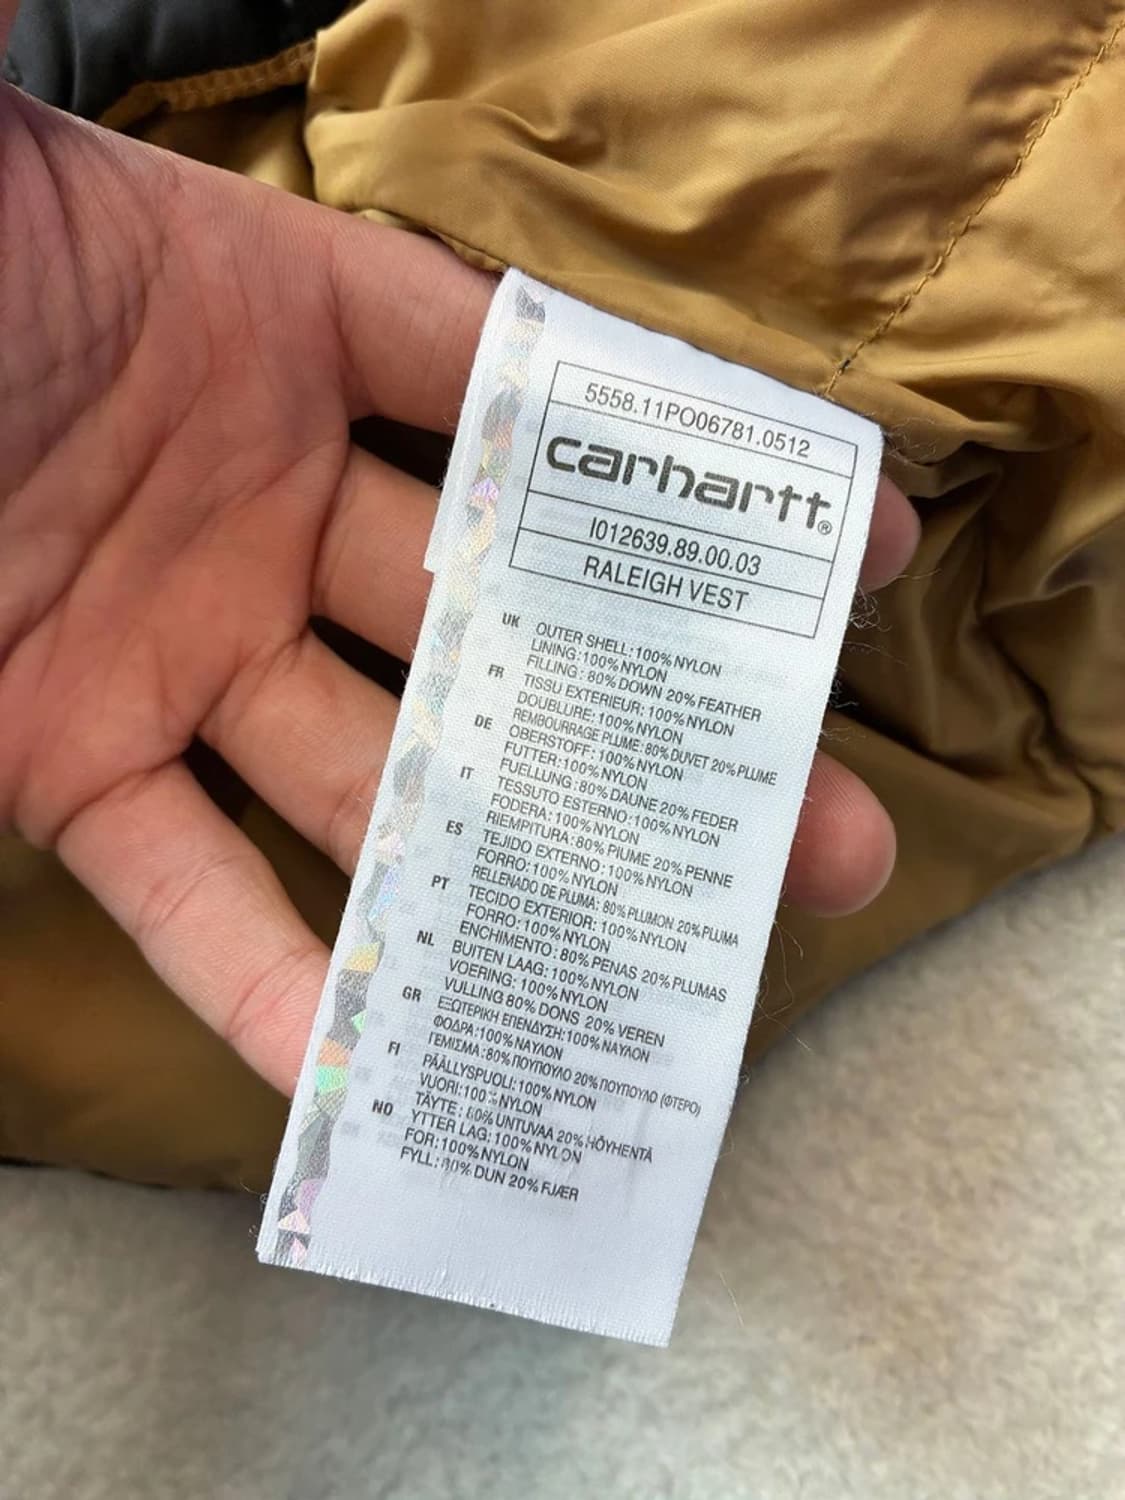 5558.11PO06781.0512
carhartt®
I012639.89.00.03
RALEIGH VEST
UK OUTER SHELL: 100% NYLON
LINING: 100% NYLON
FILLING: 80% DOWN 20% FEATHER
FR TISSU EXTERIEUR: 100% NYLON
DOUBLURE: 100% NYLON
REMBOURRAGE PLUME: 80% DUVET 20% PLUME
DE OBERSTOFF: 100% NYLON
FUTTER: 100% NYLON
FUELLUNG: 80% DAUNE 20% FEDER
IT TESSUTO ESTERNO: 100% NYLON
FODERA: 100% NYLON
RIEMPITURA: 80% PIUME 20% PENNE
ES TEJIDO EXTERNO: 100% NYLON
FORRO: 100% NYLON
RELLENADO DE PLUMA: 80% PLUMON 20% PLUMA
PT TECIDO EXTERIOR: 100% NYLON
FORRO: 100% NYLON
ENCHIMENTO: 80% PENAS 20% PLUMAS
NL BUITEN LAAG: 100% NYLON
VOERING: 100% NYLON
VULLING 80% DONS 20% VEREN
GR ΕΞΩΤΕΡΙΚΗ ΕΠΕΝΔΥΣΗ: 100% ΝΑΥΛΟΝ
ΦΟΔΡΑ: 100% ΝΑΥΛΟΝ
ΓΕΜΙΣΜΑ: 80% ΠΟΥΠΟΥΛΟ 20% ΠΟΥΠΟΥΛΟ (ΦΤΕΡΟ)
FI PÄÄLLYSPUOLI: 100% NYLON
VUORI: 100% NYLON
TÄYTE: 80% UNTUVAA 20% HÖYHENTÄ
NO YTTER LAG: 100% NYLON
FOR: 100% NYLON
FYLL: 80% DUN 20% FJÆR